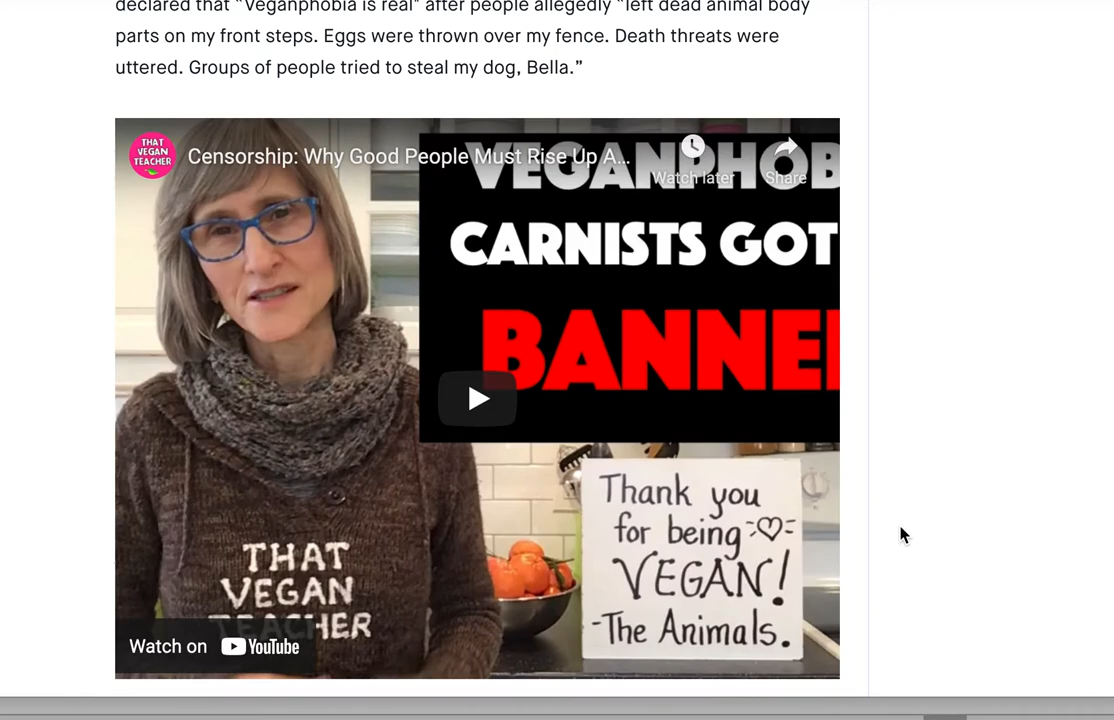 declared that "Veganphobia is real" after people allegedly “left dead animal body
parts on my front steps. Eggs were thrown over my fence. Death threats were
uttered. Groups of people tried to steal my dog, Bella.”
THAT
VEGAN
TEACHER
Censorship: Why Good People Must Rise Up A...
Watch later
Share
VEGANPHOB
CARNISTS GOT
BANNE
Thank you
for being
VEGAN!
-The Animals.
THAT
VEGAN
TEACHER
Watch on YouTube